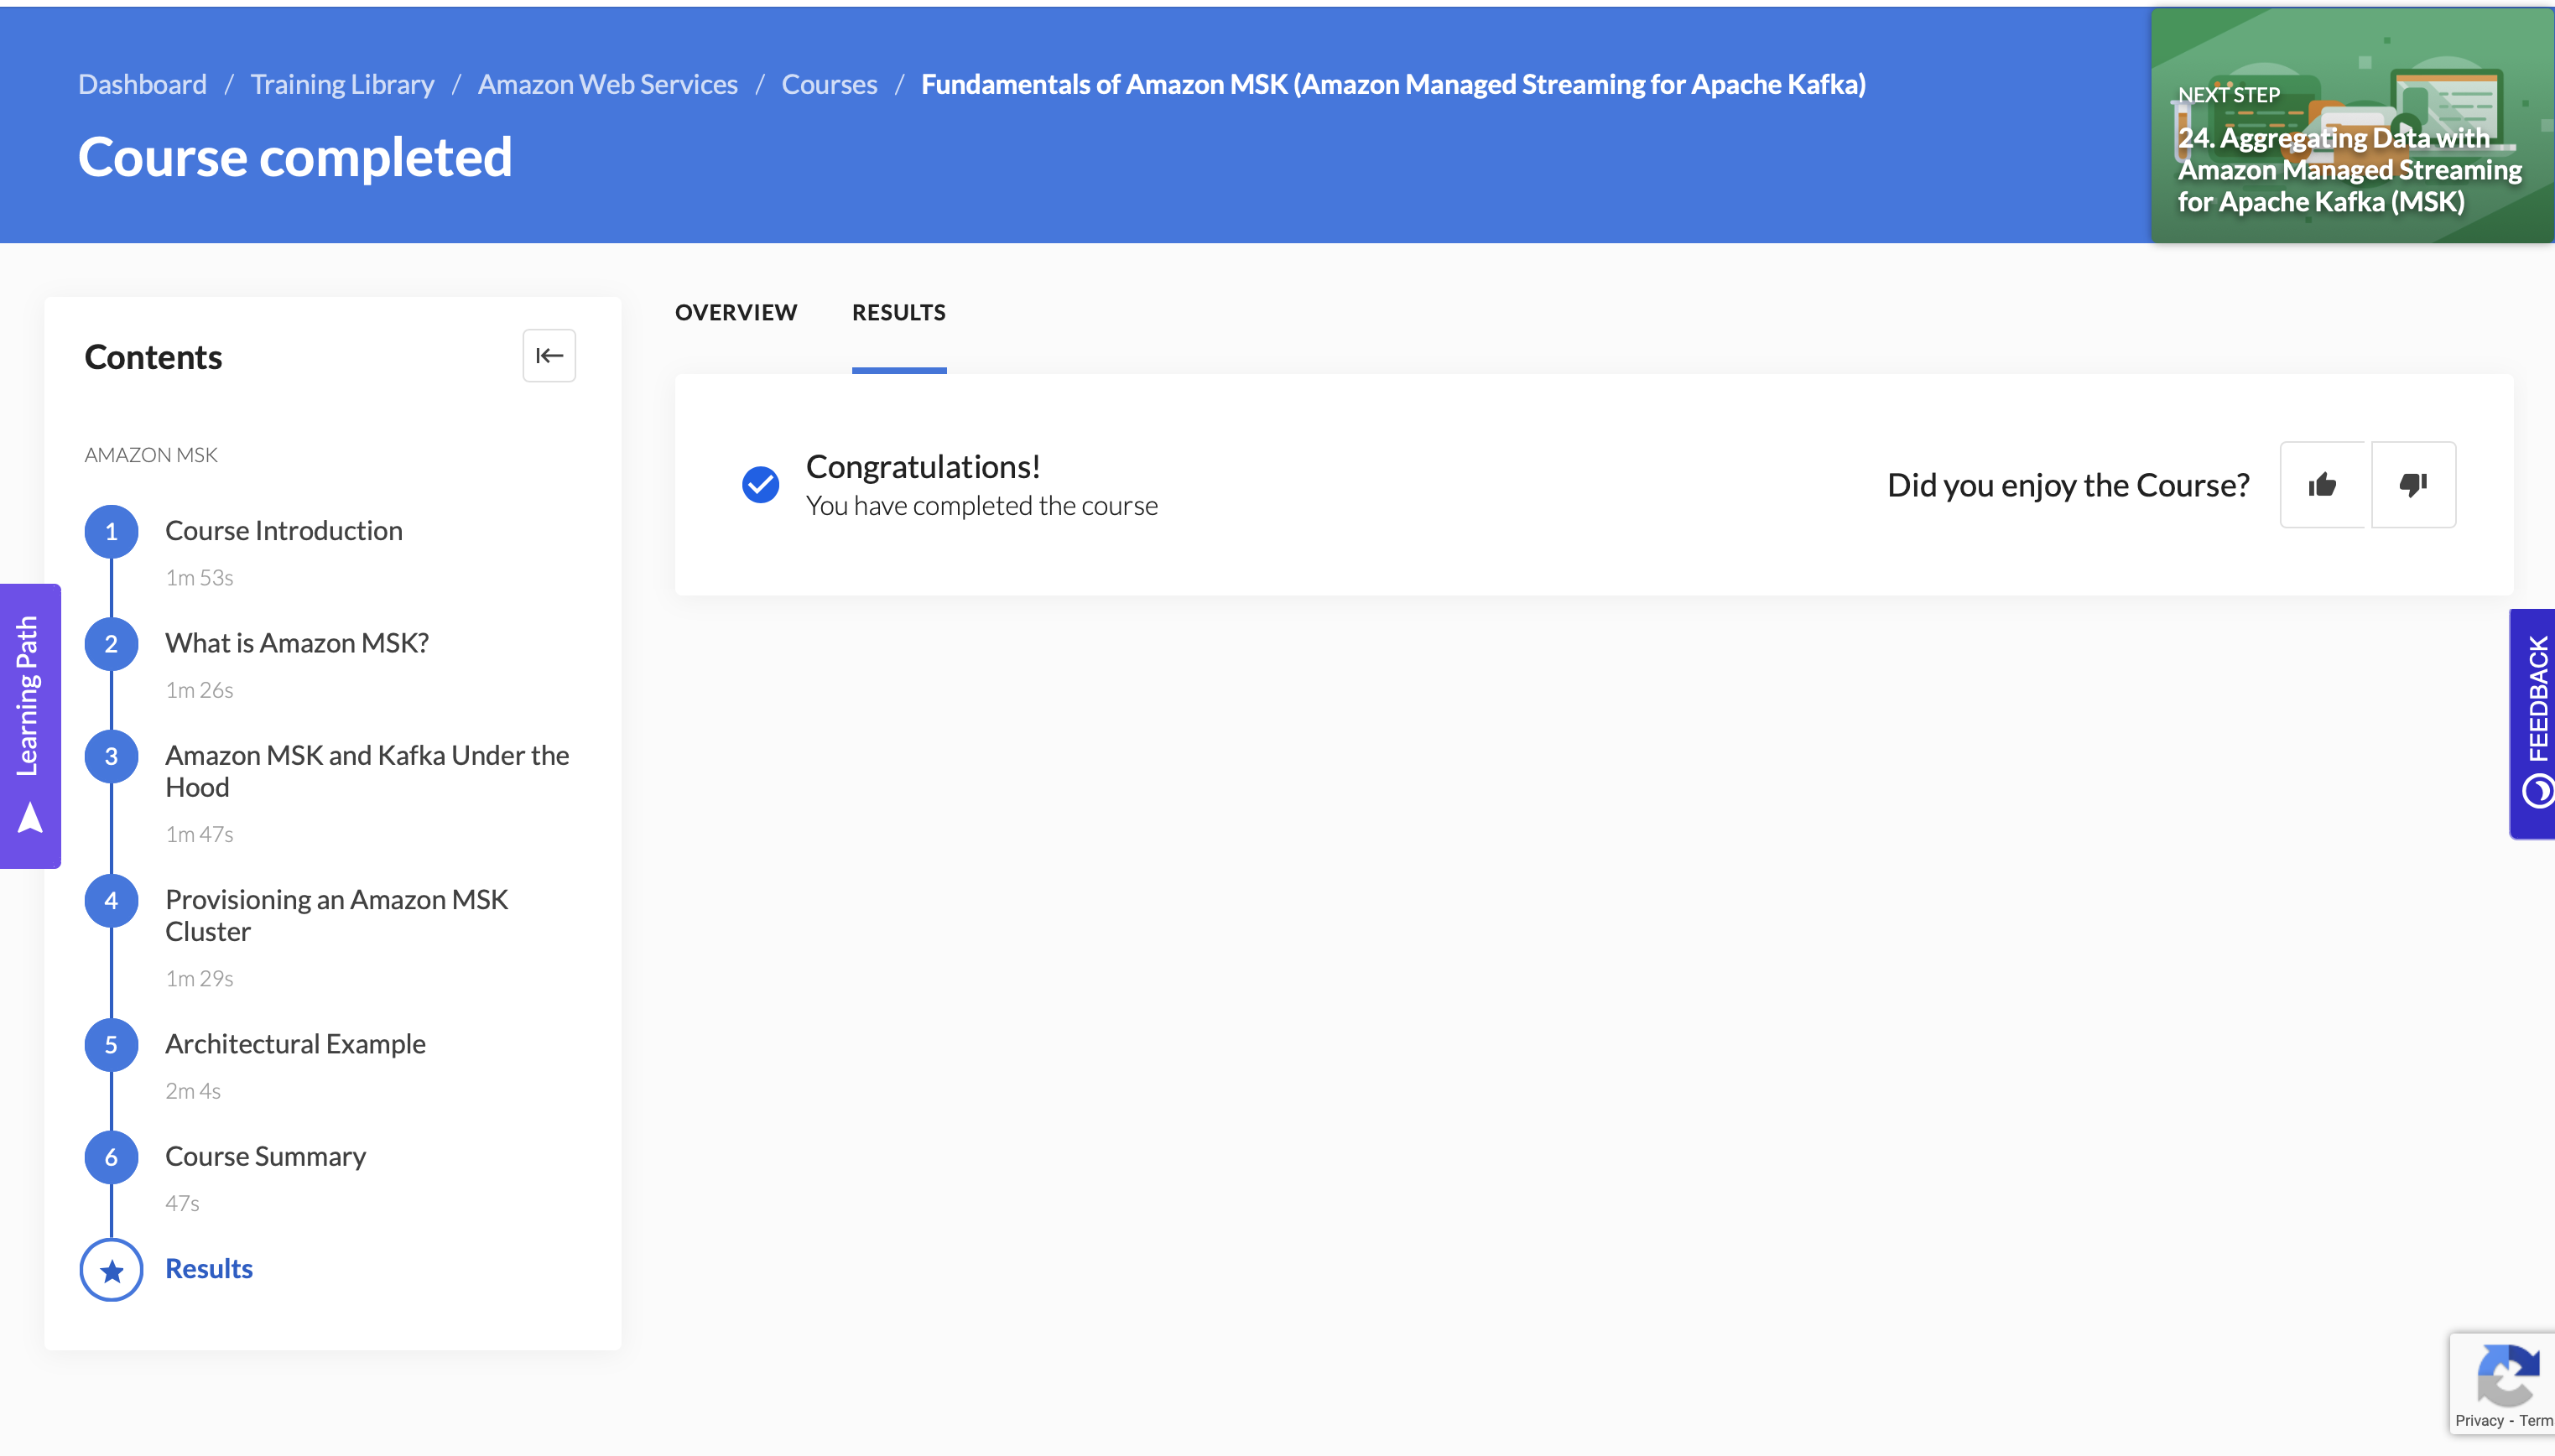 Dashboard / Training Library / Amazon Web Services / Courses / Fundamentals of Amazon MSK (Amazon Managed Streaming for Apache Kafka)
Course completed
NEXT STEP
24. Aggregating Data with
Amazon Managed Streaming
for Apache Kafka (MSK)
Contents
AMAZON MSK
1 Course Introduction
1m 53s
2 What is Amazon MSK?
1m 26s
3 Amazon MSK and Kafka Under the
Hood
1m 47s
4 Provisioning an Amazon MSK
Cluster
1m 29s
5 Architectural Example
2m 4s
6 Course Summary
47s
Results
Learning Path
OVERVIEW RESULTS
Congratulations!
You have completed the course
Did you enjoy the Course?
FEEDBACK
Privacy - Term